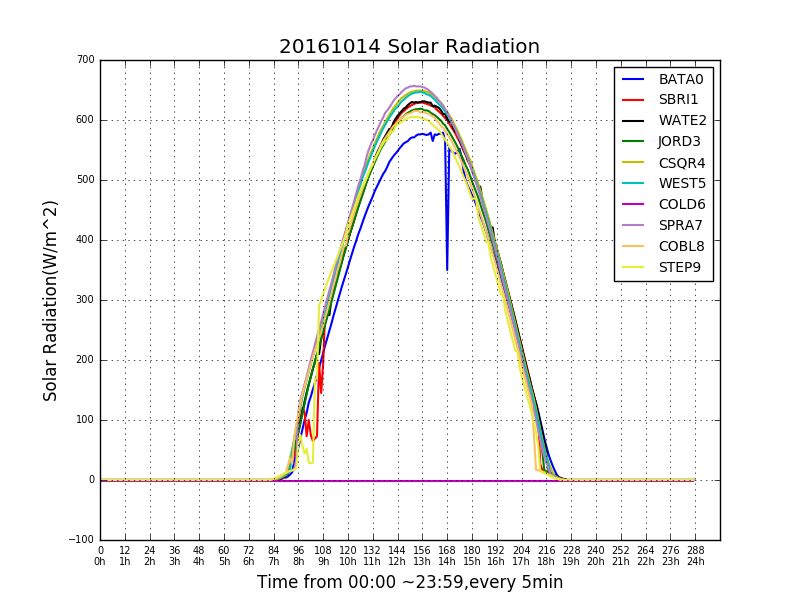 20161014 Solar Radiation
700
600
500
400
300
200
100
0
−100
Solar Radiation(W/m^2)
BATA0
SBRI1
WATE2
JORD3
CSQR4
WEST5
COLD6
SPRA7
COBL8
STEP9
0 12 24 36 48 60 72 84 96 108 120 132 144 156 168 180 192 204 216 228 240 252 264 276 288
0h 1h 2h 3h 4h 5h 6h 7h 8h 9h 10h 11h 12h 13h 14h 15h 16h 17h 18h 19h 20h 21h 22h 23h 24h
Time from 00:00 ~23:59,every 5min